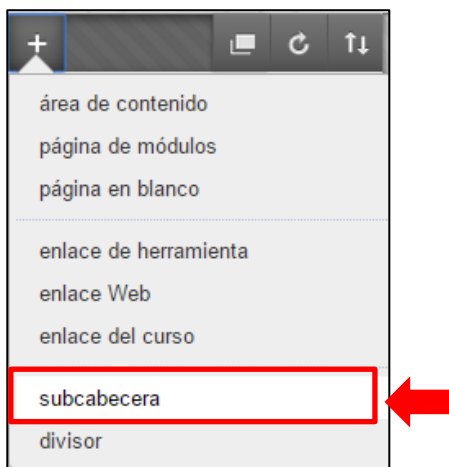 área de contenido
página de módulos
página en blanco
enlace de herramienta
enlace Web
enlace del curso
subcabecera
divisor